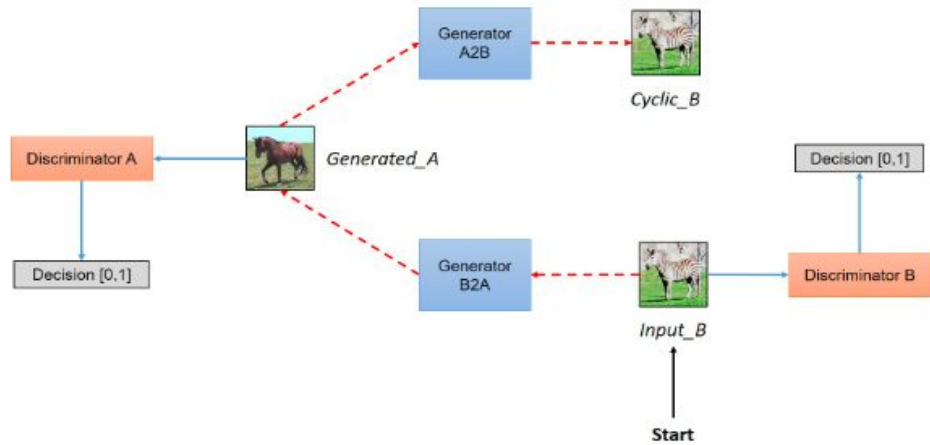 Generator
A2B
Cyclic_B
Discriminator A
Generated_A
Decision [0,1]
Decision [0,1]
Generator
B2A
Discriminator B
Input_B
Start